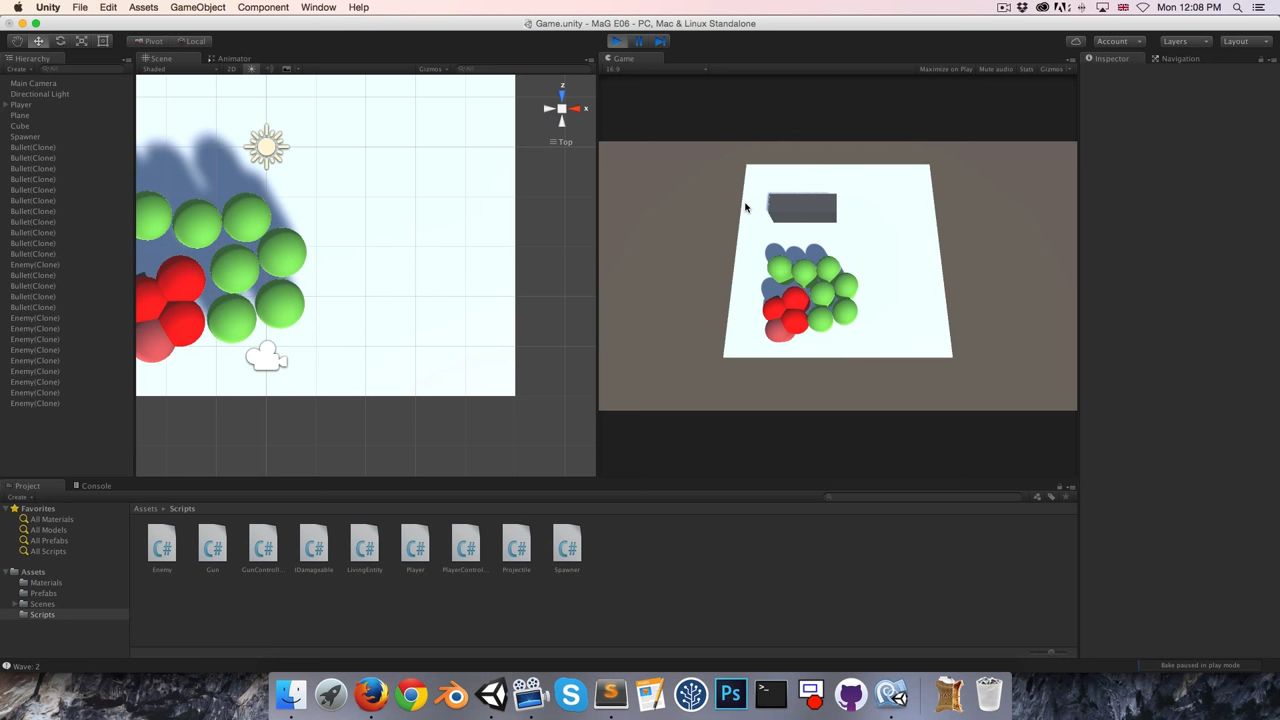 Unity File Edit Assets GameObject Component Window Help Mon 12:08 PM
Game.unity - MaG E06 - PC, Mac & Linux Standalone
Pivot Local Account Layers Layout
Hierarchy Scene Animator Game Inspector Navigation
Create All Shaded 2D Gizmos All 16:9 Maximize on Play Mute audio Stats Gizmos
Main Camera
Directional Light
Player
Plane
Cube
Spawner
Bullet(Clone)
Bullet(Clone)
Bullet(Clone)
Bullet(Clone)
Bullet(Clone)
Bullet(Clone)
Bullet(Clone)
Bullet(Clone)
Bullet(Clone)
Bullet(Clone)
Bullet(Clone)
Enemy(Clone)
Bullet(Clone)
Bullet(Clone)
Bullet(Clone)
Bullet(Clone)
Enemy(Clone)
Enemy(Clone)
Enemy(Clone)
Enemy(Clone)
Enemy(Clone)
Enemy(Clone)
Enemy(Clone)
Enemy(Clone)
Enemy(Clone)
z
x
Top
Project Console
Create
Favorites
All Materials
All Models
All Prefabs
All Scripts
Assets
Materials
Prefabs
Scenes
Scripts
Assets Scripts
C# C# C# C# C# C# C# C# C#
Enemy Gun GunControll... IDamageable LivingEntity Player PlayerControl... Projectile Spawner
Wave: 2 Bake paused in play mode
S S Ps